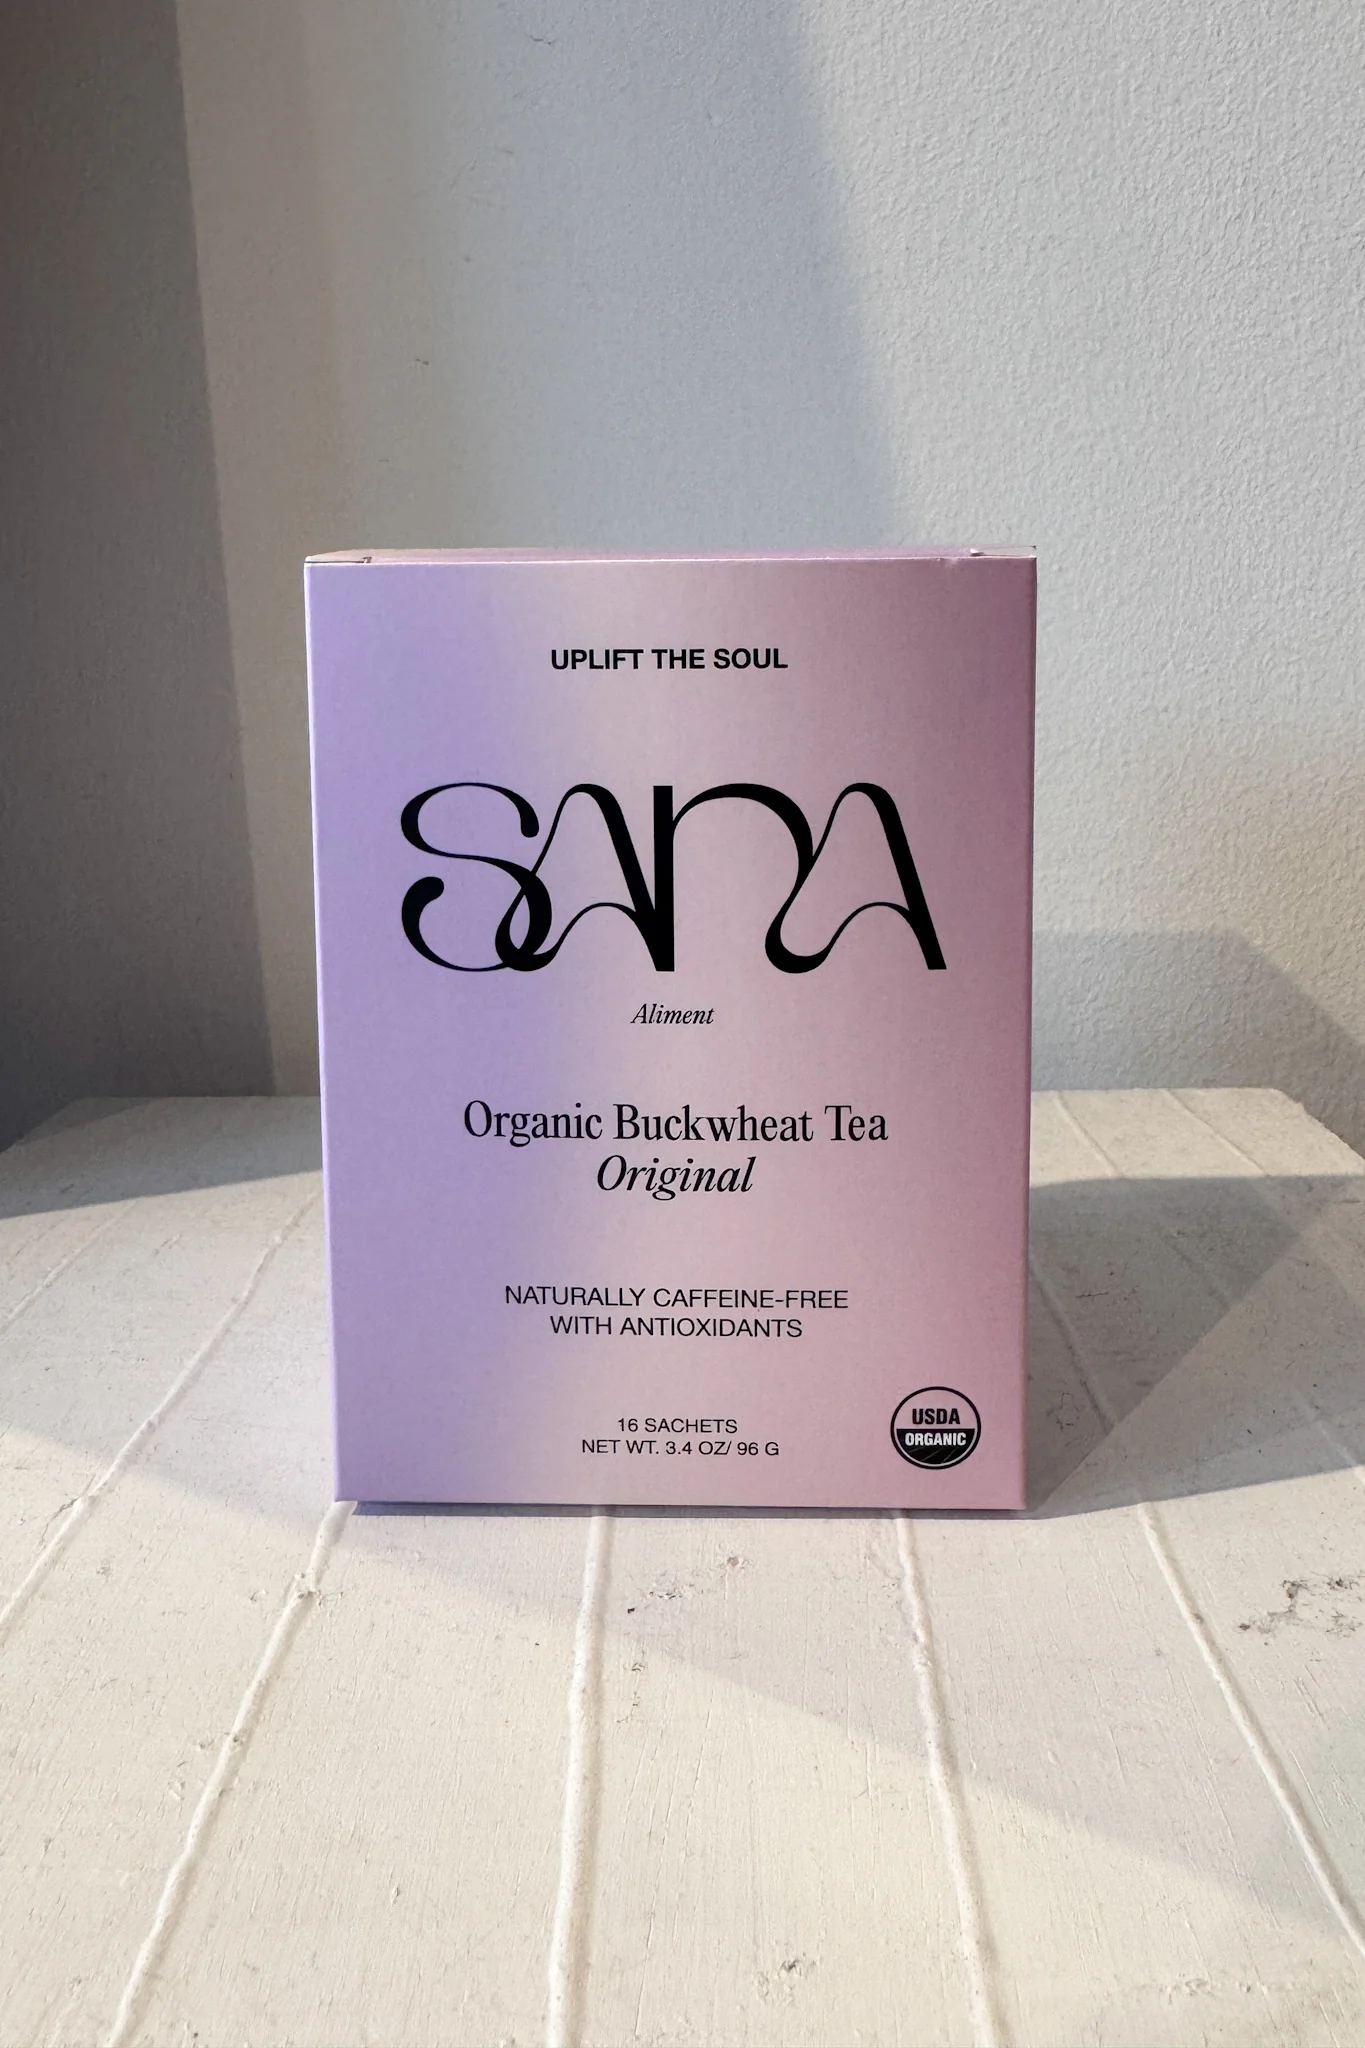 UPLIFT THE SOUL
SANA
Aliment
Organic Buckwheat Tea
Original
NATURALLY CAFFEINE-FREE
WITH ANTIOXIDANTS
16 SACHETS
NET WT. 3.4 OZ/ 96 G
USDA
ORGANIC